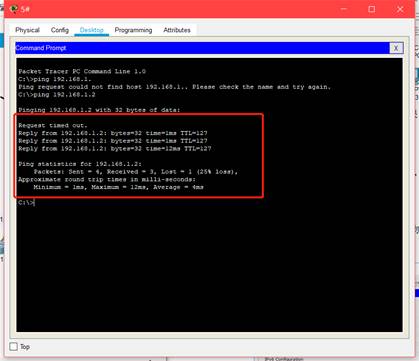 5#
Physical Config Desktop Programming Attributes
Command Prompt
X
Packet Tracer PC Command Line 1.0
C:\>ping 192.168.1.
Ping request could not find host 192.168.1.. Please check the name and try again.
C:\>ping 192.168.1.2
Pinging 192.168.1.2 with 32 bytes of data:
Request timed out.
Reply from 192.168.1.2: bytes=32 time=1ms TTL=127
Reply from 192.168.1.2: bytes=32 time=1ms TTL=127
Reply from 192.168.1.2: bytes=32 time=12ms TTL=127
Ping statistics for 192.168.1.2:
Packets: Sent = 4, Received = 3, Lost = 1 (25% loss),
Approximate round trip times in milli-seconds:
Minimum = 1ms, Maximum = 12ms, Average = 4ms
C:\>
Top
IPv6 Configuration